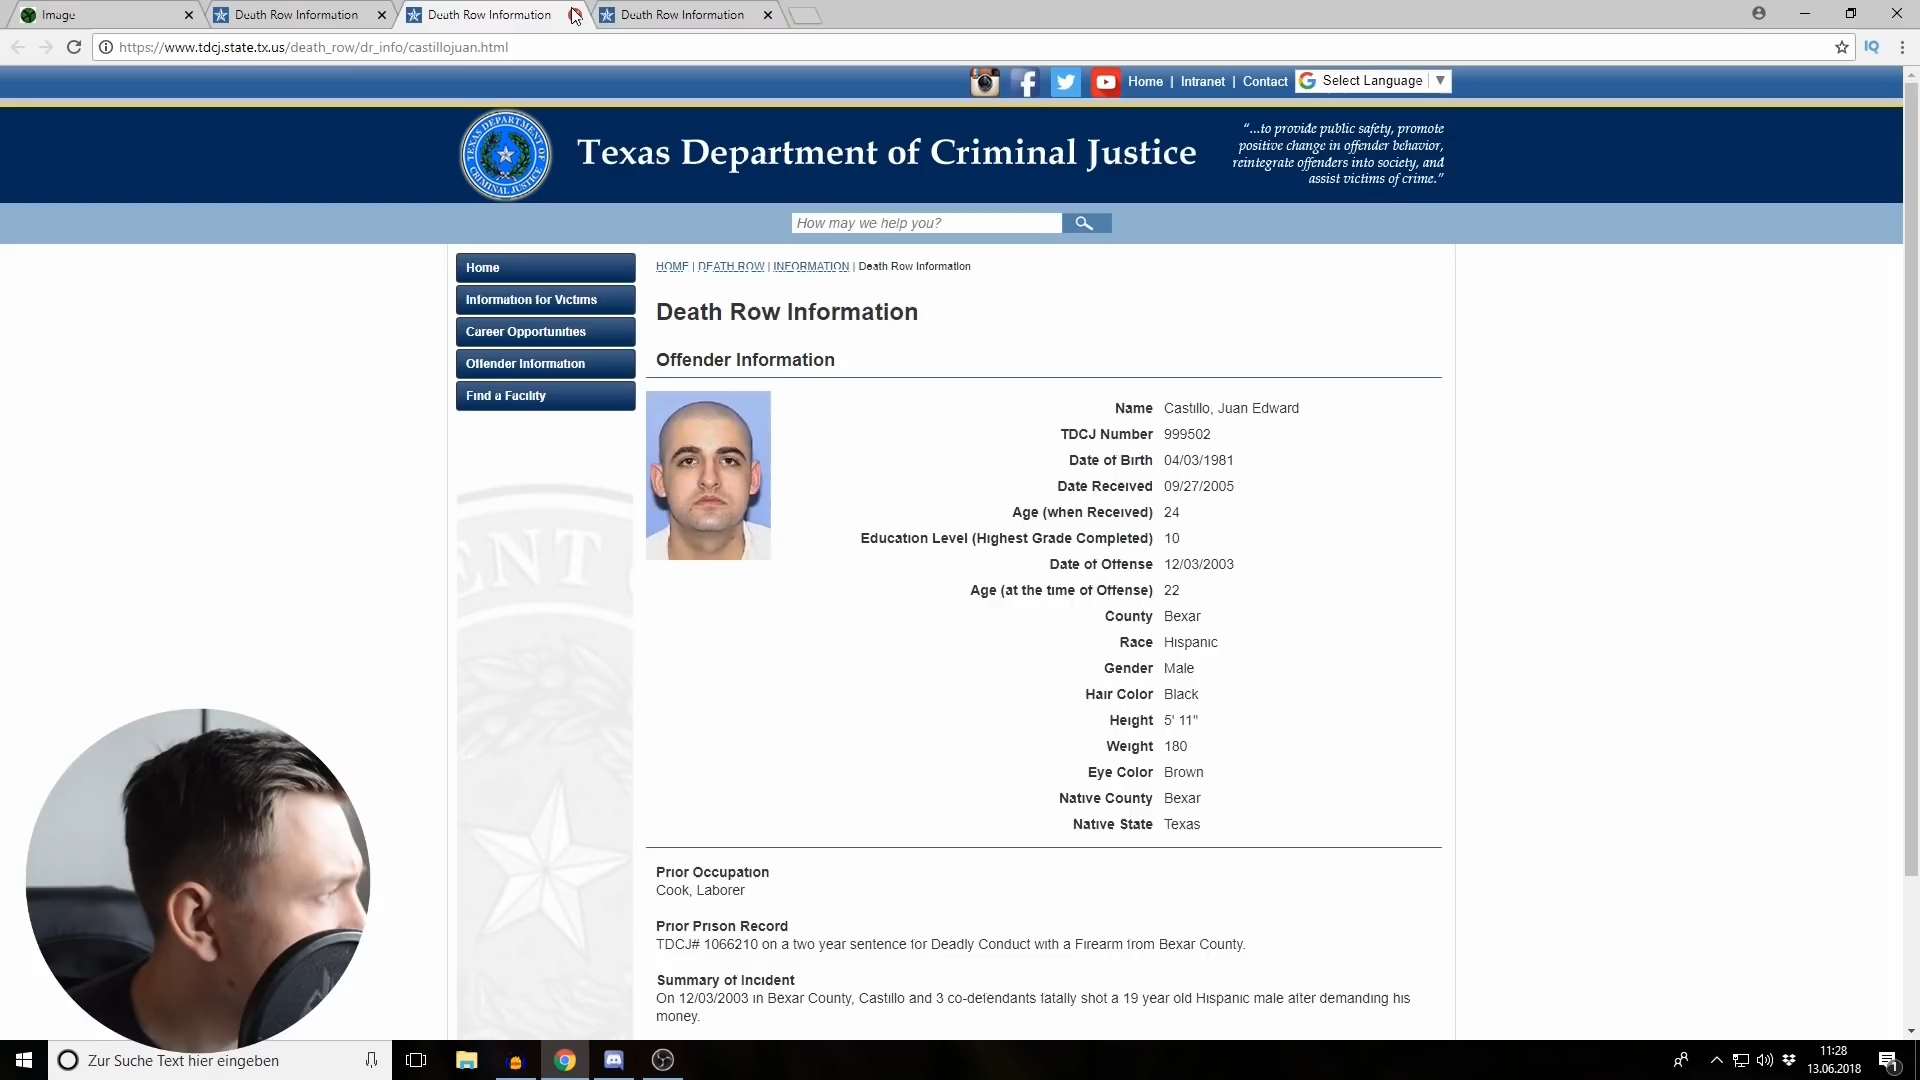 Image
Death Row Information
Death Row Information
Death Row Information
https://www.tdcj.state.tx.us/death_row/dr_info/castillojuan.html
IQ
Home | Intranet | Contact
Select Language
TEXAS DEPARTMENT OF CRIMINAL JUSTICE
Texas Department of Criminal Justice
“...to provide public safety, promote
positive change in offender behavior,
reintegrate offenders into society, and
assist victims of crime.”
How may we help you?
Home
Information for Victims
Career Opportunities
Offender Information
Find a Facility
HOME | DEATH ROW | INFORMATION | Death Row Information
Death Row Information
Offender Information
Name Castillo, Juan Edward
TDCJ Number 999502
Date of Birth 04/03/1981
Date Received 09/27/2005
Age (when Received) 24
Education Level (Highest Grade Completed) 10
Date of Offense 12/03/2003
Age (at the time of Offense) 22
County Bexar
Race Hispanic
Gender Male
Hair Color Black
Height 5' 11"
Weight 180
Eye Color Brown
Native County Bexar
Native State Texas
Prior Occupation
Cook, Laborer
Prior Prison Record
TDCJ# 1066210 on a two year sentence for Deadly Conduct with a Firearm from Bexar County.
Summary of Incident
On 12/03/2003 in Bexar County, Castillo and 3 co-defendants fatally shot a 19 year old Hispanic male after demanding his
money.
ENT
Zur Suche Text hier eingeben
11:28
13.06.2018
1